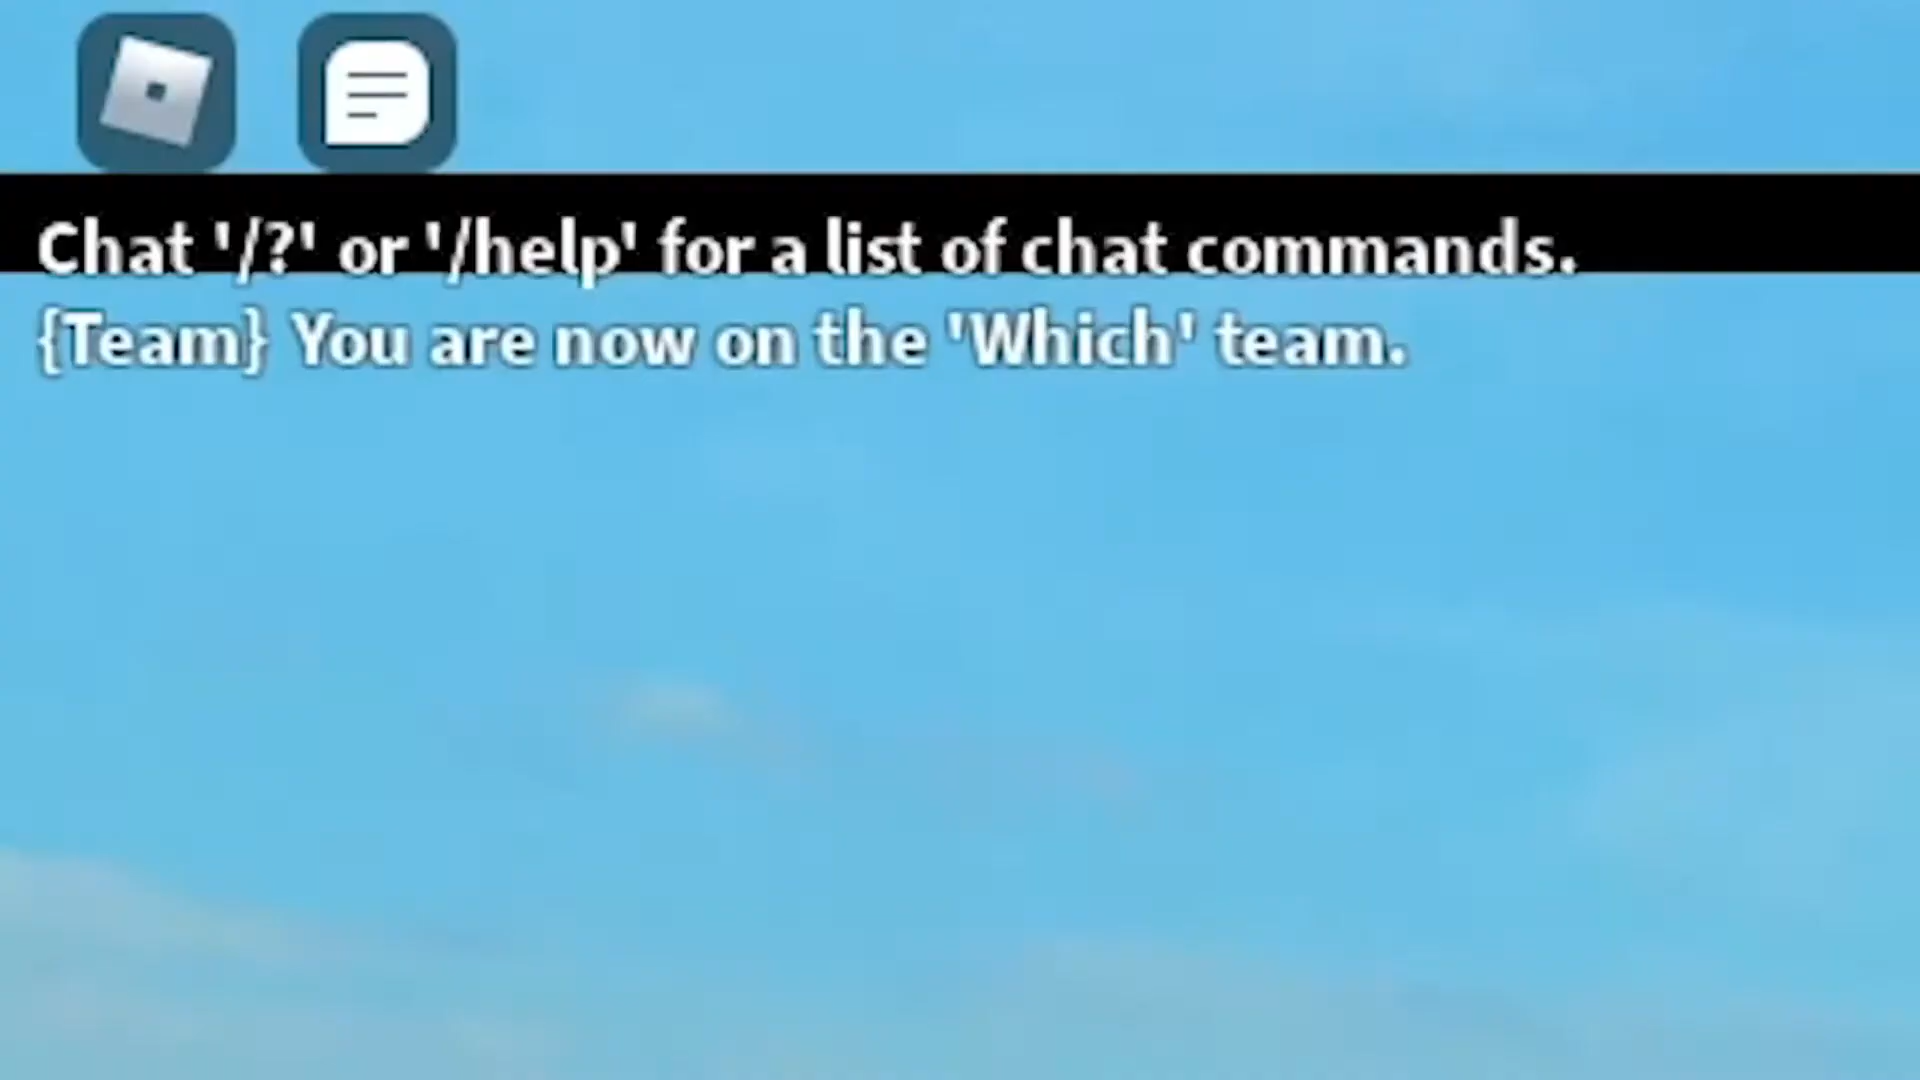 Chat '/?' or '/help' for a list of chat commands.
{Team} You are now on the 'Which' team.